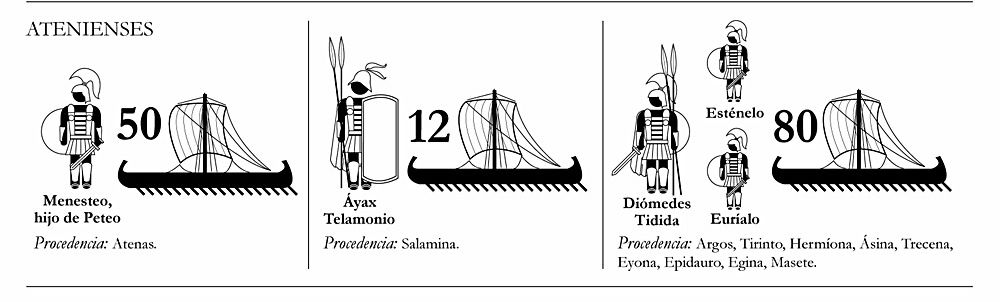 ATENIENSES
50
Menesteo,
hijo de Peteo
Procedencia: Atenas.
12
Áyax
Telamonio
Procedencia: Salamina.
Esténelo
80
Diómedes
Tidida
Euríalo
Procedencia: Argos, Tirinto, Hermíona, Ásina, Trecena,
Eyona, Epidauro, Egina, Masete.